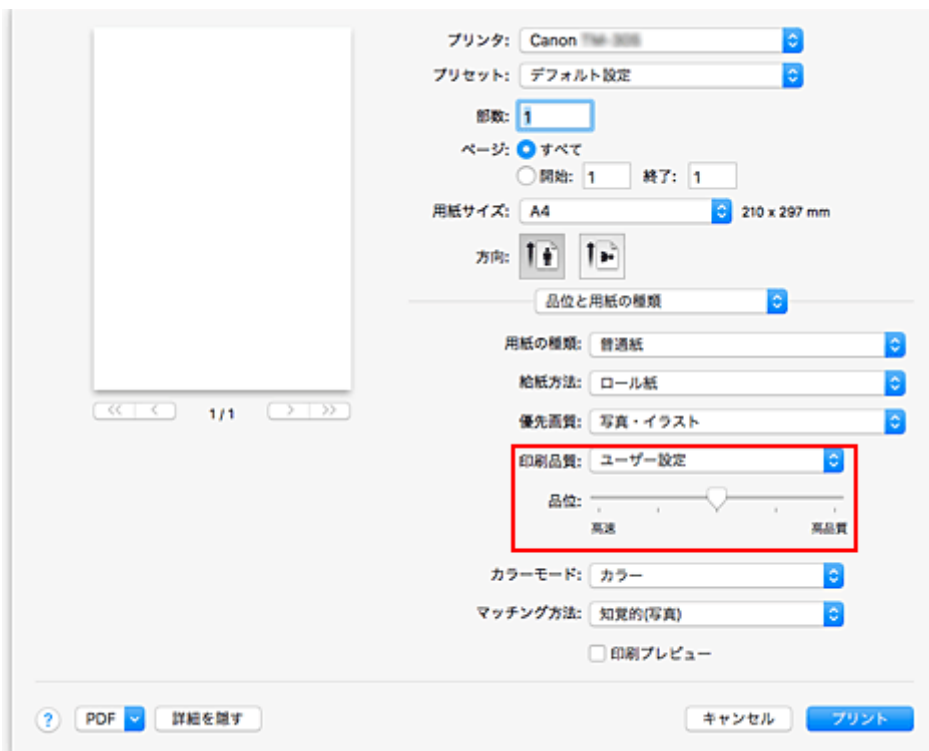 プリンタ: Canon
プリセット: デフォルト設定
部数: 1
ページ: すべて
開始: 1 終了: 1
用紙サイズ: A4 210 x 297 mm
方向:
品位と用紙の種類
用紙の種類: 普通紙
給紙方法: ロール紙
優先画質: 写真・イラスト
印刷品質: ユーザー設定
品位:
高速 高品質
カラーモード: カラー
マッチング方法: 知覚的(写真)
印刷プレビュー
<< < 1 / 1 > >>
? PDF 詳細を隠す キャンセル プリント